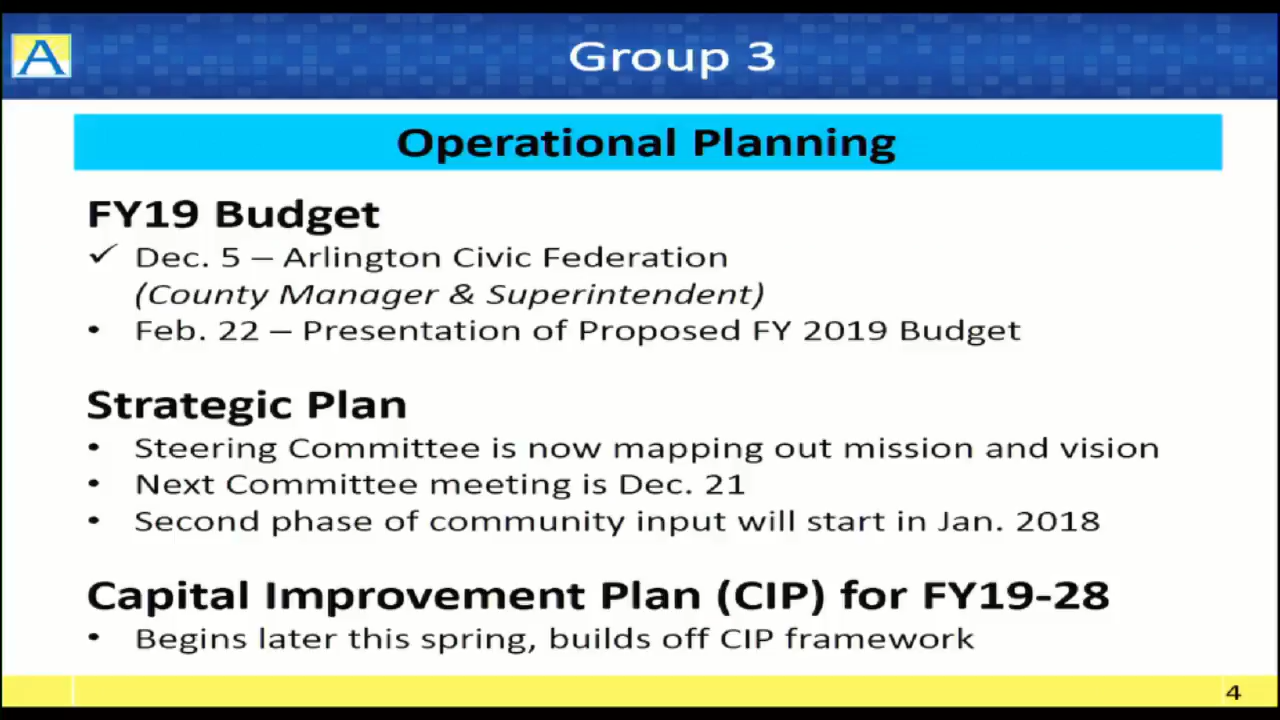 A
Group 3
Operational Planning
FY19 Budget
✓ Dec. 5 – Arlington Civic Federation
(County Manager & Superintendent)
• Feb. 22 – Presentation of Proposed FY 2019 Budget
Strategic Plan
• Steering Committee is now mapping out mission and vision
• Next Committee meeting is Dec. 21
• Second phase of community input will start in Jan. 2018
Capital Improvement Plan (CIP) for FY19-28
• Begins later this spring, builds off CIP framework
4